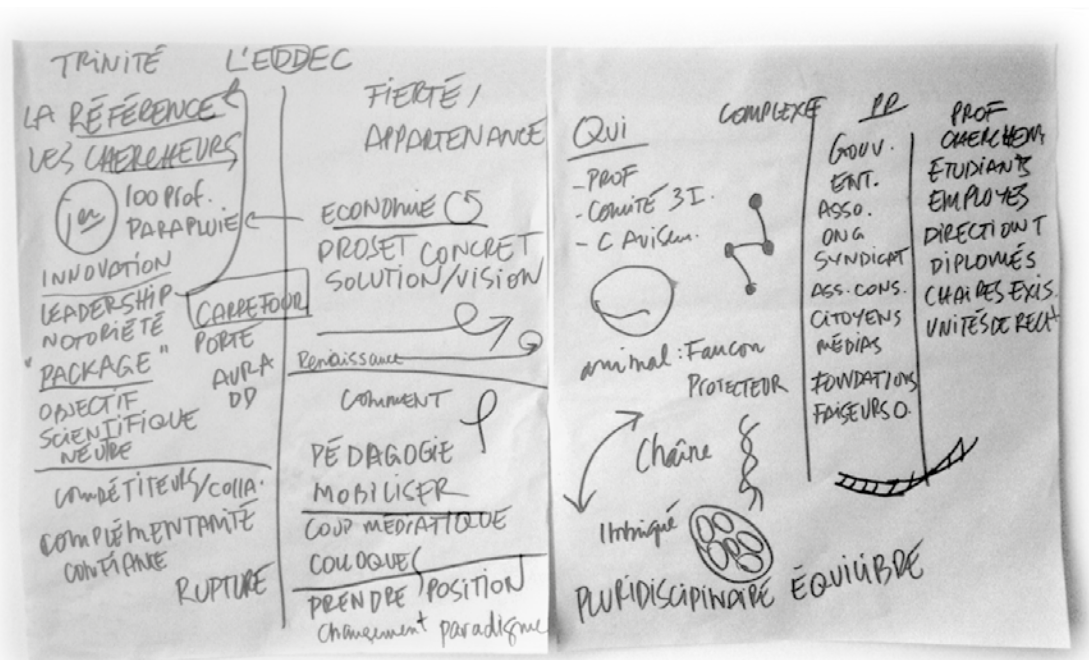 TRINITÉ L'EDDEC
LA RÉFÉRENCE
LES CHERCHEURS
1er 100 Prof.
PARAPLUIE
INNOVATION
LEADERSHIP
NOTORIÉTÉ
"PACKAGE"
OBJECTIF
SCIENTIFIQUE
NEUTRE
CARREFOUR
PORTE
AURA
DD
COMPÉTITEURS/COLLA.
COMPLÉMENTARITÉ
CONFIANCE
RUPTURE
FIERTÉ/
APPARTENANCE
ECONOMIE
PROJET CONCRET
SOLUTION/VISION
Renaissance
COMMENT
PÉDAGOGIE
MOBILISER
COUP MÉDIATIQUE
COLLOQUE
PRENDRE POSITION
Changement paradigme
QUI
- PROF
- COMITÉ 3I.
- C AVISEUR.
animal: Faucon
PROTECTEUR
Chaîne
Imbriqué
PLURIDISCIPINAIRE ÉQUILIBRE
COMPLEXE
PP
GOUV.
ENT.
ASSO.
ONG
SYNDICAT
ASS. CONS.
CITOYENS
MÉDIAS
FONDATIONS
FAISEURS O.
PROF
CHERCHEURS
ÉTUDIANTS
EMPLOYÉS
DIRECTION T
DIPLOMÉS
CHAIRES EXIS.
UNITÉS DE RECH